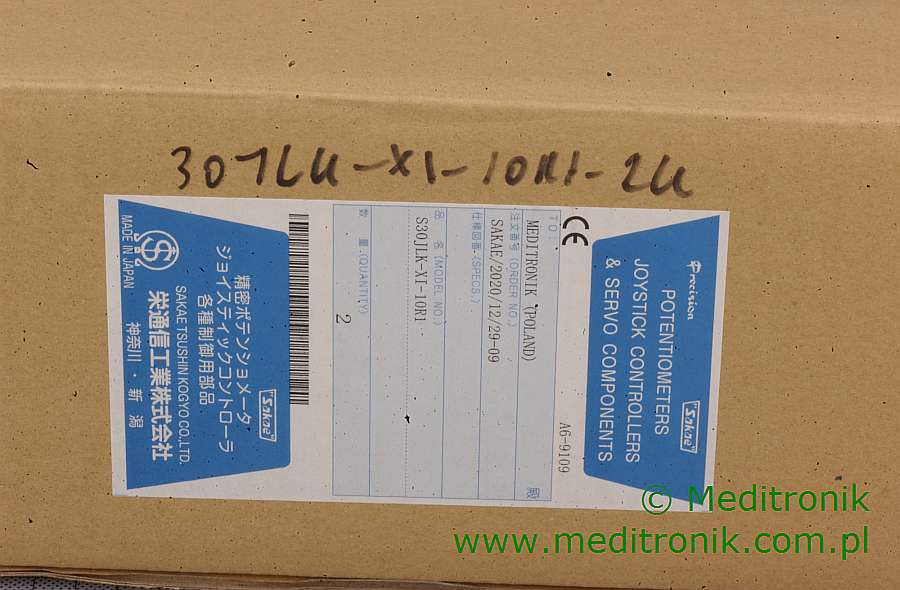 307LU-XI-10R1-2U
Precision
POTENTIOMETERS
JOYSTICK CONTROLLERS
& SERVO COMPONENTS
"Sakae"
CE
A6-9109
TO:
MEDITRONIK (POLAND)
殿
注文番号(ORDER NO.)
SAKAE/2020/12/29-09
仕様図番(SPECS.)
品 名(MODEL NO.)
S30JLK-XI-10R1
数 量(QUANTITY)
2
"Sakae"
精密ポテンショメータ
ジョイスティックコントローラ
各種制御用部品
SAKAE TSUSHIN KOGYO CO.,LTD.
栄通信工業株式会社
神奈川・新潟
MADE IN JAPAN
© Meditronik
www.meditronik.com.pl